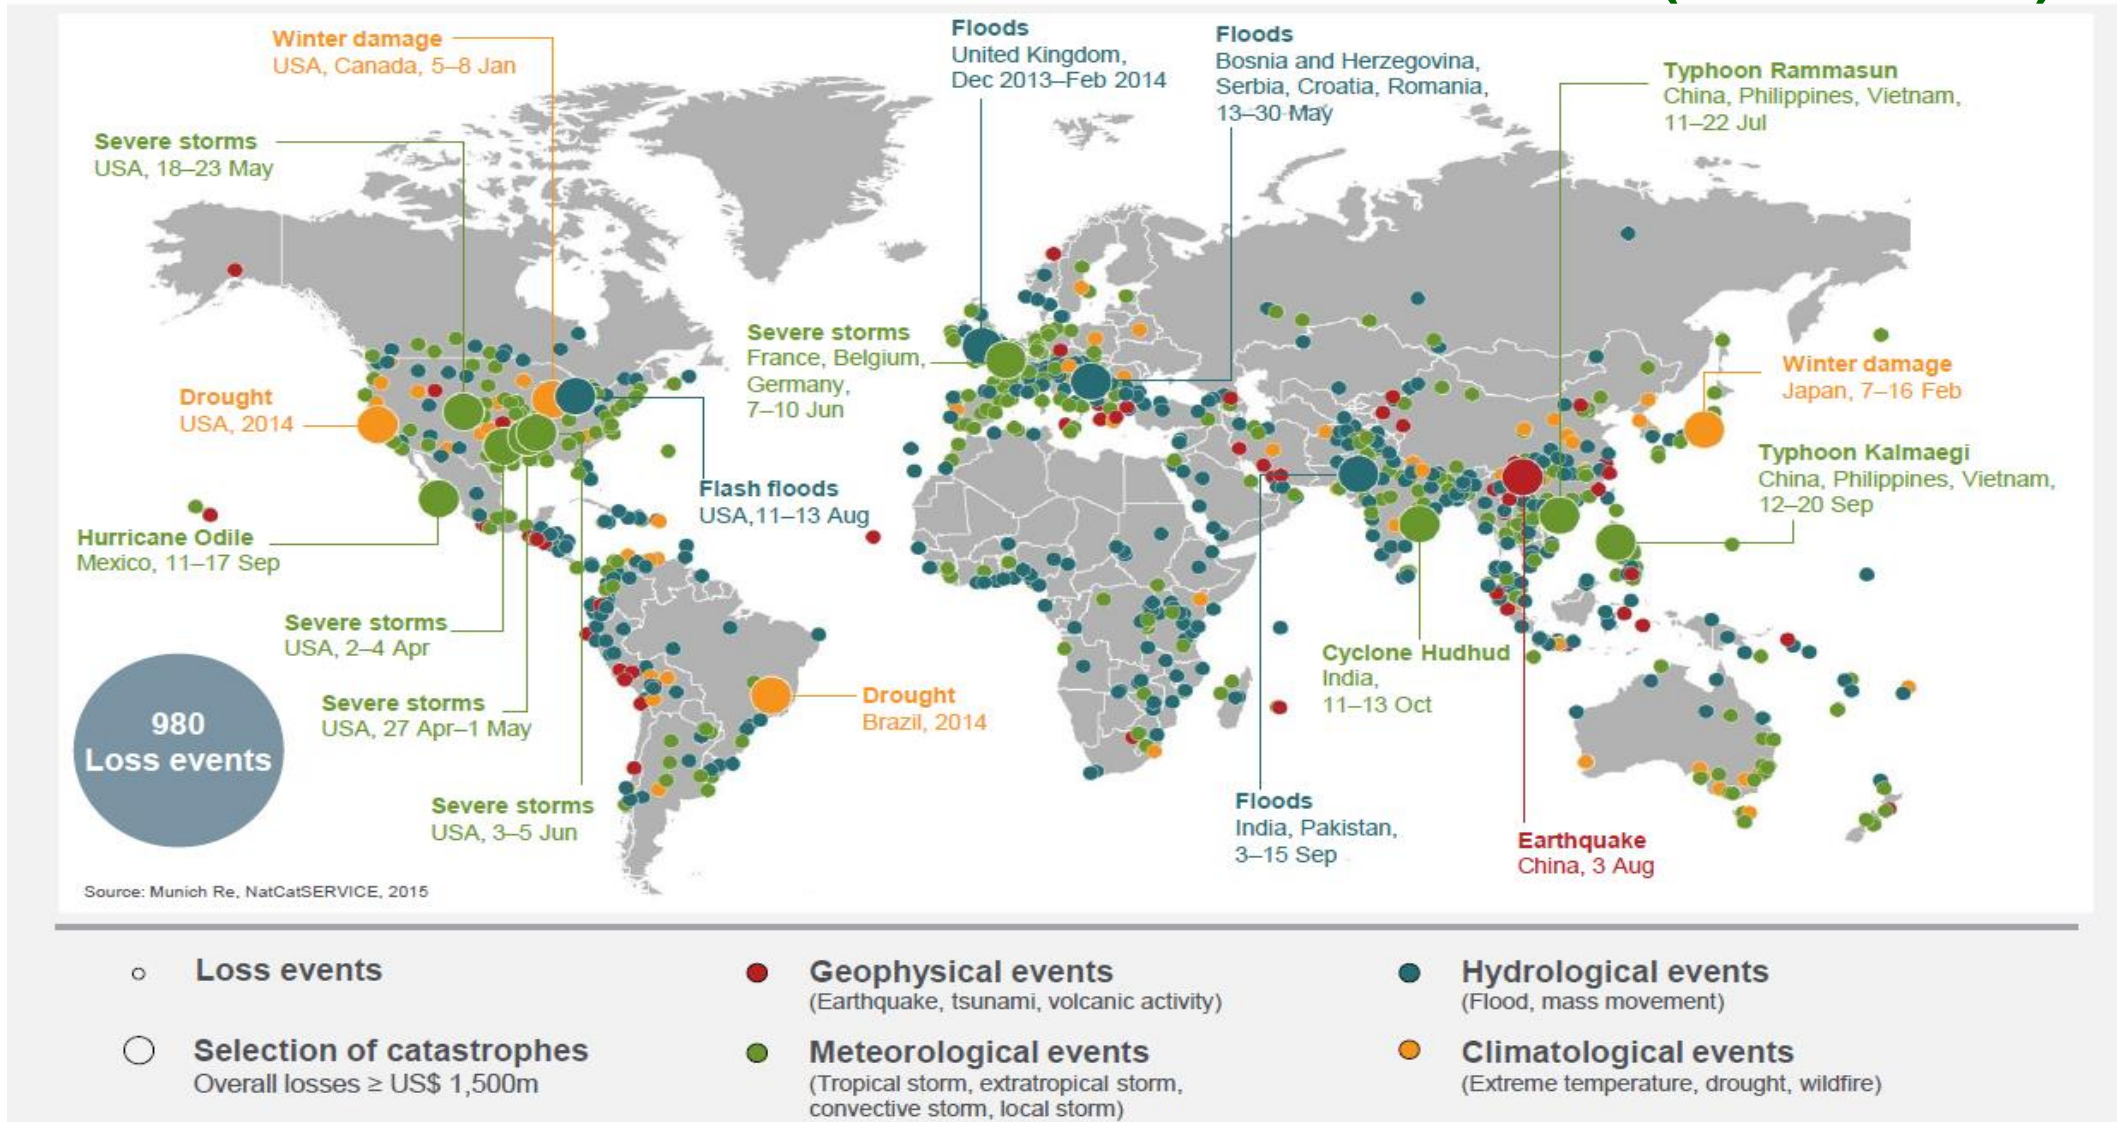 Winter damage
USA, Canada, 5–8 Jan
Floods
United Kingdom,
Dec 2013–Feb 2014
Floods
Bosnia and Herzegovina,
Serbia, Croatia, Romania,
13–30 May
Typhoon Rammasun
China, Philippines, Vietnam,
11–22 Jul
Severe storms
USA, 18–23 May
Severe storms
France, Belgium,
Germany,
7–10 Jun
Winter damage
Japan, 7–16 Feb
Drought
USA, 2014
Typhoon Kalmaegi
China, Philippines, Vietnam,
12–20 Sep
Flash floods
USA,11–13 Aug
Hurricane Odile
Mexico, 11–17 Sep
Severe storms
USA, 2–4 Apr
Cyclone Hudhud
India,
11–13 Oct
Severe storms
USA, 27 Apr–1 May
Drought
Brazil, 2014
980
Loss events
Severe storms
USA, 3–5 Jun
Floods
India, Pakistan,
3–15 Sep
Earthquake
China, 3 Aug
Source: Munich Re, NatCatSERVICE, 2015
Loss events
Geophysical events
(Earthquake, tsunami, volcanic activity)
Hydrological events
(Flood, mass movement)
Selection of catastrophes
Overall losses ≥ US$ 1,500m
Meteorological events
(Tropical storm, extratropical storm,
convective storm, local storm)
Climatological events
(Extreme temperature, drought, wildfire)